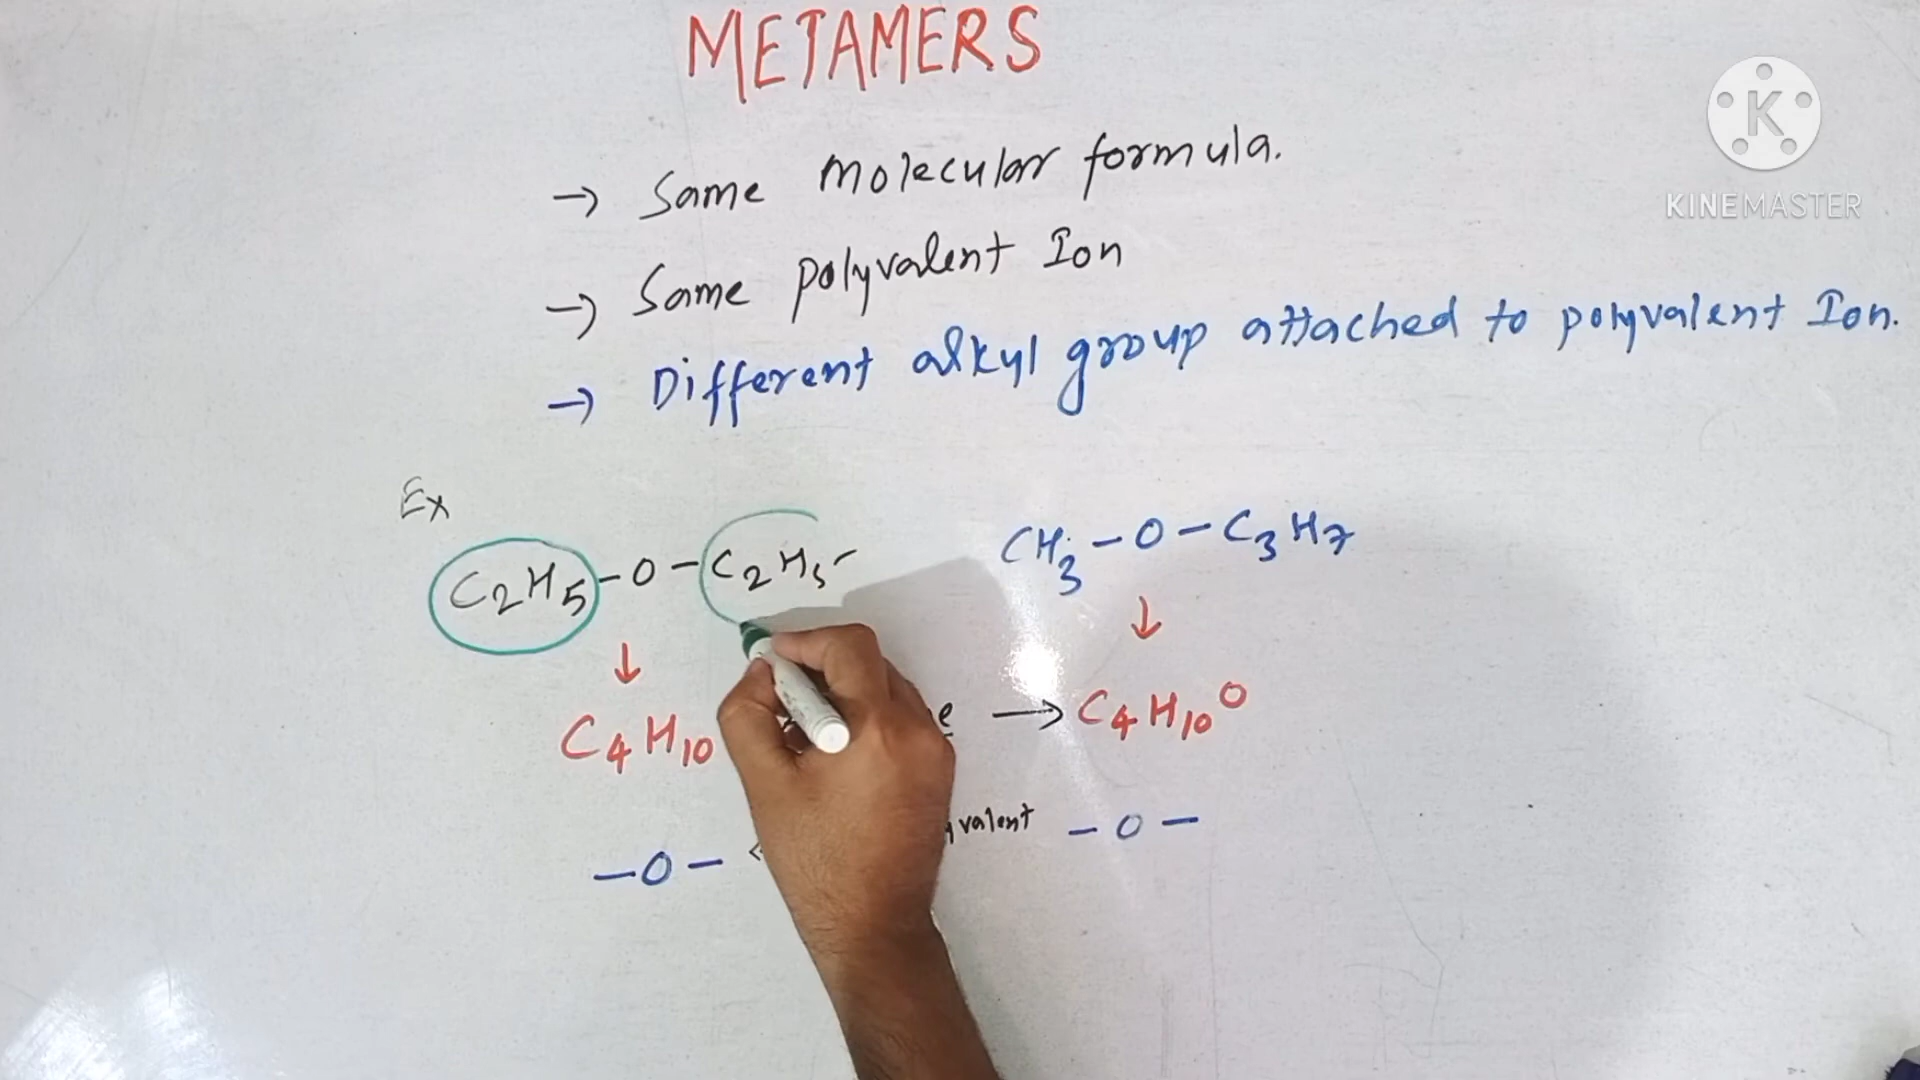 METAMERS
K
KINEMASTER
→ Same molecular formula.
→ Same polyvalent Ion
→ Different alkyl group attached to polyvalent Ion.
Ex
C2H5 - O - C2H5 CH3 - O - C3H7
↓ ↓
C4H10 → C4H10O
valent
- O - - O -